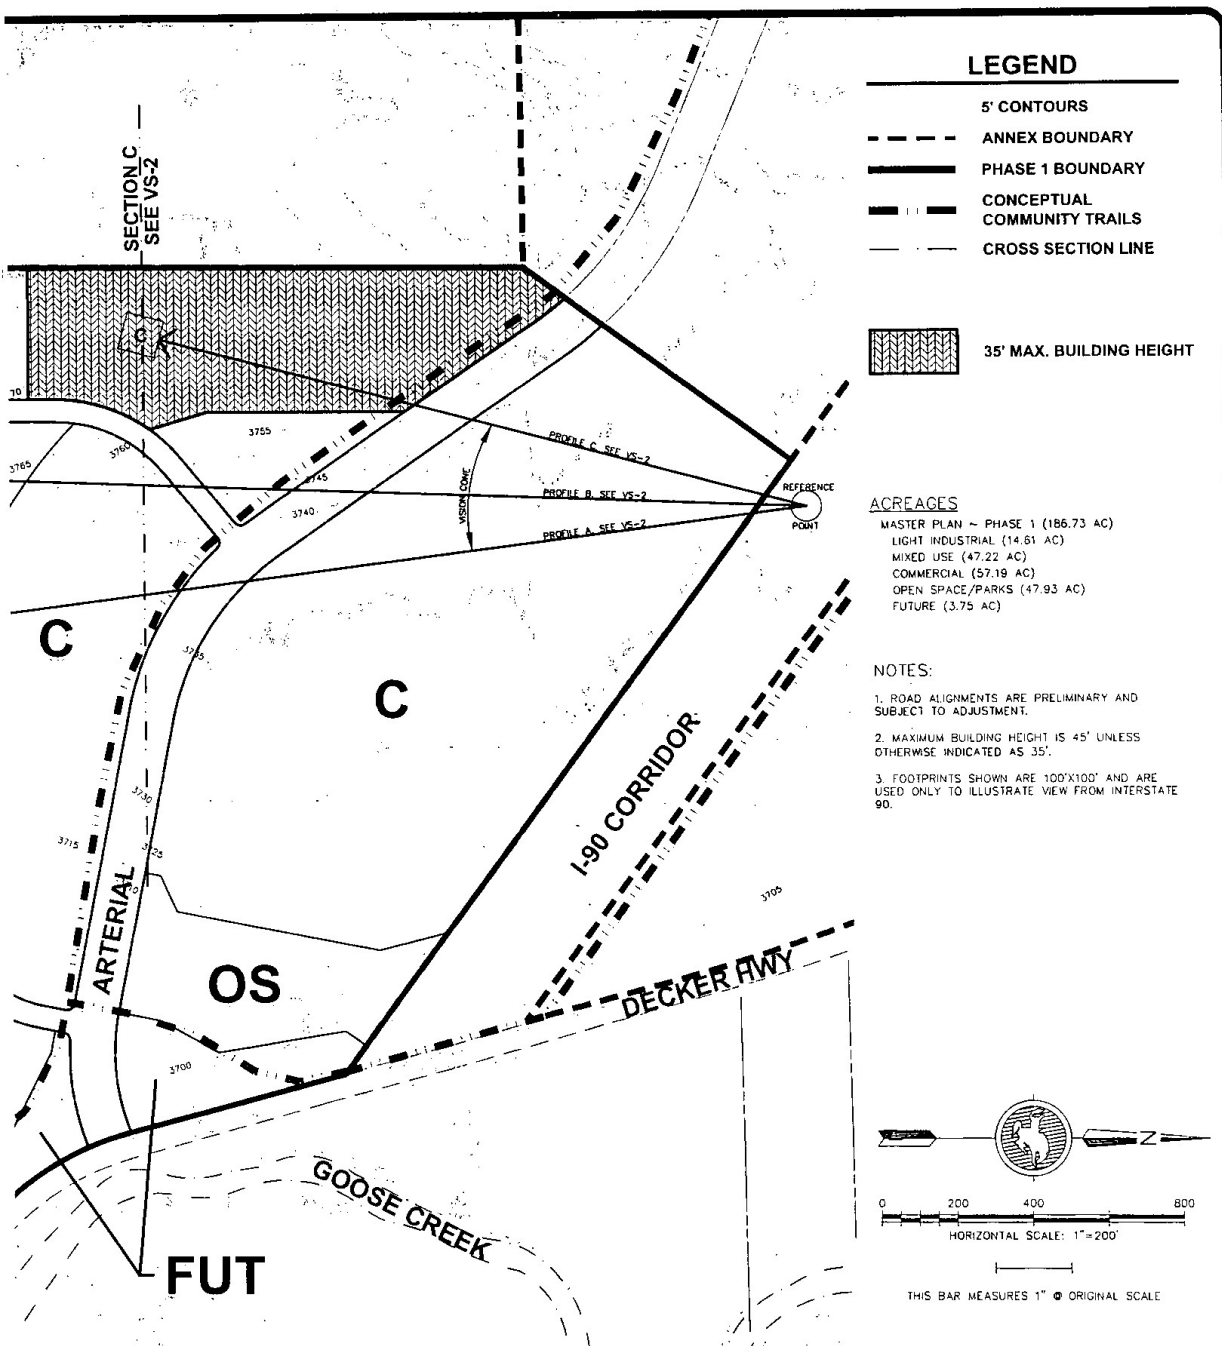 LEGEND
5' CONTOURS
ANNEX BOUNDARY
PHASE 1 BOUNDARY
CONCEPTUAL
COMMUNITY TRAILS
CROSS SECTION LINE
35' MAX. BUILDING HEIGHT
SECTION C
SEE VS-2
C
70
3755
3760
3765
3745
3740
PROFILE C, SEE VS-2
PROFILE B, SEE VS-2
PROFILE A, SEE VS-2
VISION CONE
REFERENCE
POINT
ACREAGES
MASTER PLAN ~ PHASE 1 (186.73 AC)
LIGHT INDUSTRIAL (14.61 AC)
MIXED USE (47.22 AC)
COMMERCIAL (57.19 AC)
OPEN SPACE/PARKS (47.93 AC)
FUTURE (3.75 AC)
NOTES:
1. ROAD ALIGNMENTS ARE PRELIMINARY AND
SUBJECT TO ADJUSTMENT.
2. MAXIMUM BUILDING HEIGHT IS 45' UNLESS
OTHERWISE INDICATED AS 35'.
3. FOOTPRINTS SHOWN ARE 100'X100' AND ARE
USED ONLY TO ILLUSTRATE VIEW FROM INTERSTATE
90.
C
C
3735
3730
3715
3725
I-90 CORRIDOR
ARTERIAL
3705
OS
DECKER HWY
3700
GOOSE CREEK
FUT
N
0 200 400 800
HORIZONTAL SCALE: 1"=200'
THIS BAR MEASURES 1" @ ORIGINAL SCALE